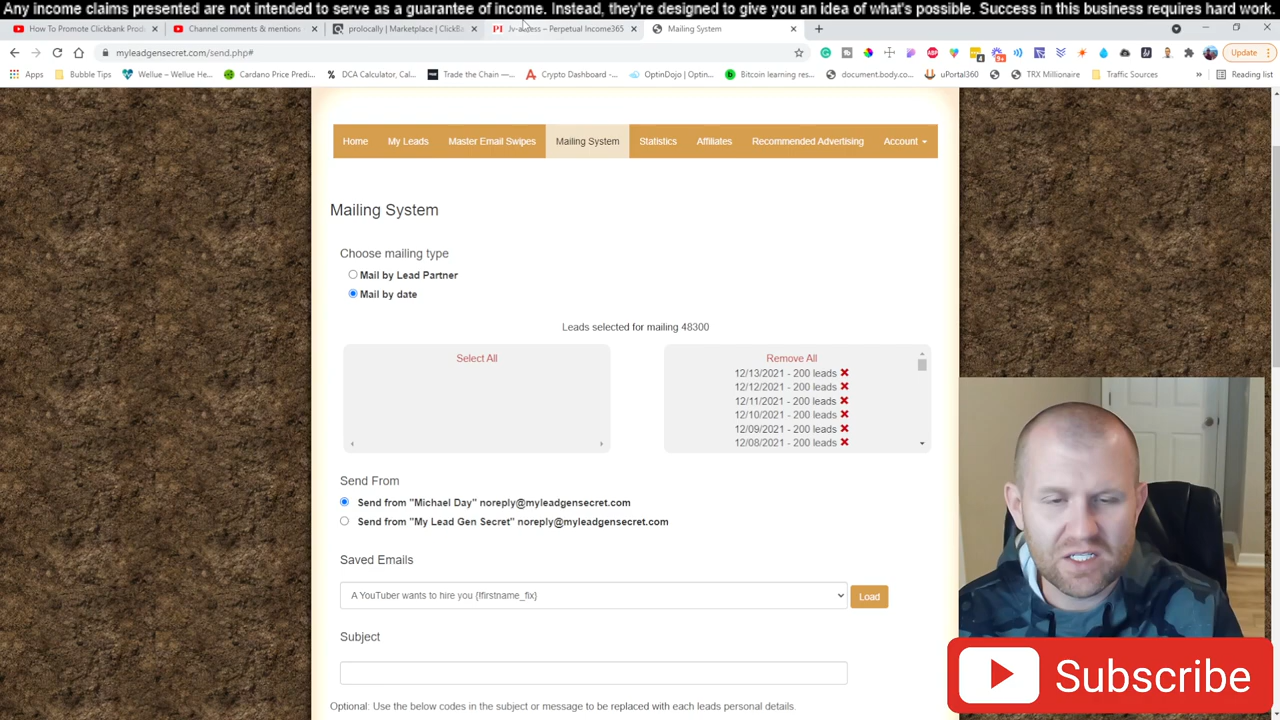 Any income claims presented are not intended to serve as a guarantee of income. Instead, they're designed to give you an idea of what's possible. Success in this business requires hard work.
How To Promote Clickbank Produ
Channel comments & mentions
prolocally | Marketplace | ClickBa
Jv-access – Perpetual Income365
Mailing System
myleadgensecret.com/send.php#
Update
Apps
Bubble Tips
Wellue – Wellue He...
Cardano Price Predi...
DCA Calculator, Cal...
Trade the Chain —...
Crypto Dashboard -...
OptinDojo | Optin...
Bitcoin learning res...
document.body.co...
uPortal360
TRX Millionaire
Traffic Sources
Reading list
Home
My Leads
Master Email Swipes
Mailing System
Statistics
Affiliates
Recommended Advertising
Account
Mailing System
Choose mailing type
Mail by Lead Partner
Mail by date
Leads selected for mailing 48300
Select All
Remove All
12/13/2021 - 200 leads
12/12/2021 - 200 leads
12/11/2021 - 200 leads
12/10/2021 - 200 leads
12/09/2021 - 200 leads
12/08/2021 - 200 leads
Send From
Send from "Michael Day" noreply@myleadgensecret.com
Send from "My Lead Gen Secret" noreply@myleadgensecret.com
Saved Emails
A YouTuber wants to hire you {!firstname_fix}
Load
Subject
Optional: Use the below codes in the subject or message to be replaced with each leads personal details.
Subscribe